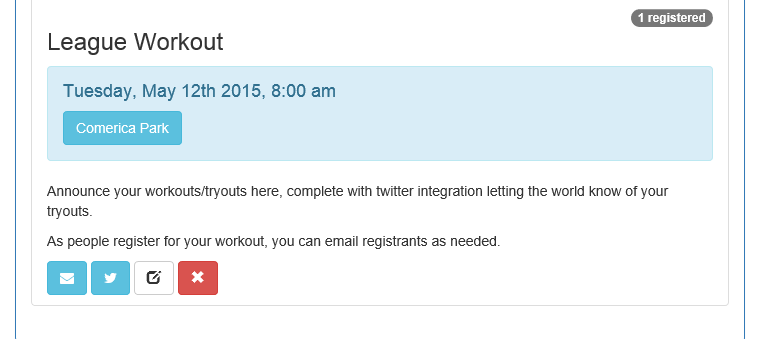 1 registered
League Workout
Tuesday, May 12th 2015, 8:00 am
Comerica Park
Announce your workouts/tryouts here, complete with twitter integration letting the world know of your
tryouts.
As people register for your workout, you can email registrants as needed.